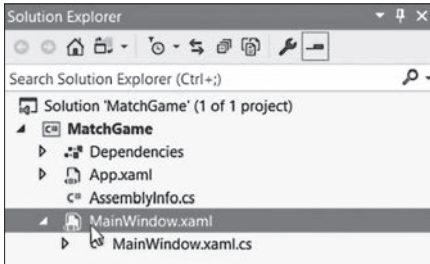 Solution Explorer
Search Solution Explorer (Ctrl+;)
Solution 'MatchGame' (1 of 1 project)
C# MatchGame
Dependencies
App.xaml
C# AssemblyInfo.cs
MainWindow.xaml
MainWindow.xaml.cs